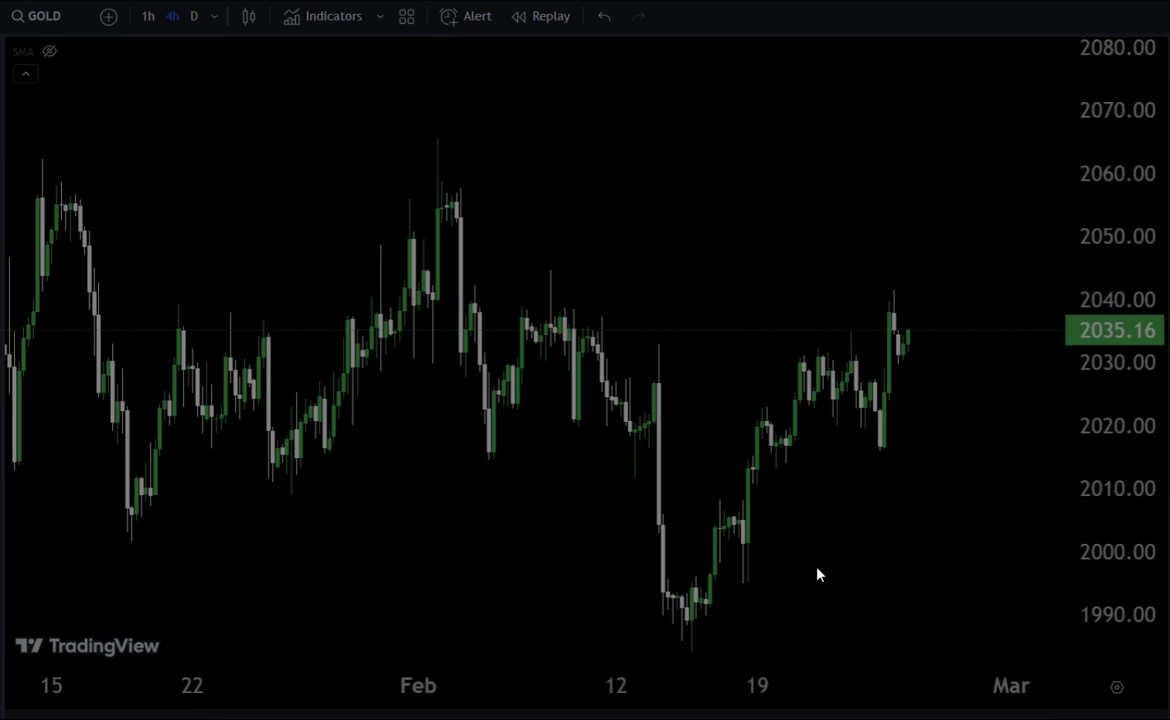 GOLD 1h 4h D Indicators Alert Replay
SMA
2080.00
2070.00
2060.00
2050.00
2040.00
2035.16
2030.00
2020.00
2010.00
2000.00
1990.00
TradingView
15 22 Feb 12 19 Mar